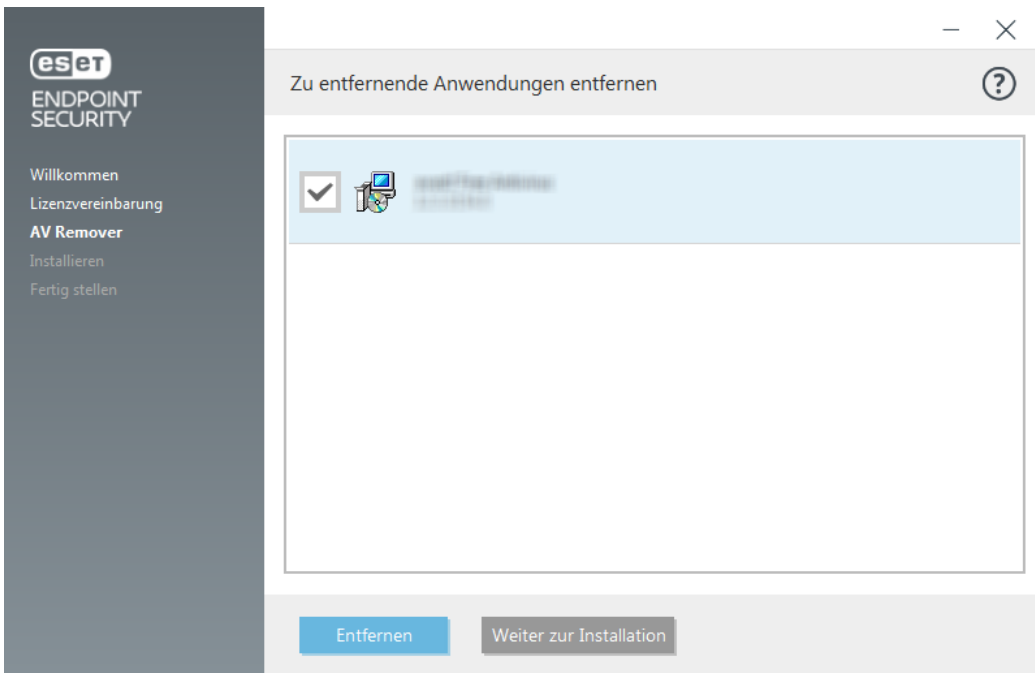 eset
ENDPOINT
SECURITY
Willkommen
Lizenzvereinbarung
AV Remover
Installieren
Fertig stellen
Zu entfernende Anwendungen entfernen
?
Entfernen
Weiter zur Installation